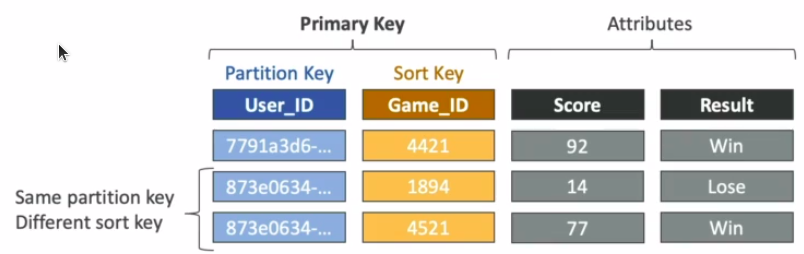 Primary Key Attributes
Partition Key Sort Key
User_ID Game_ID Score Result
7791a3d6-... 4421 92 Win
873e0634-... 1894 14 Lose
873e0634-... 4521 77 Win
Same partition key
Different sort key